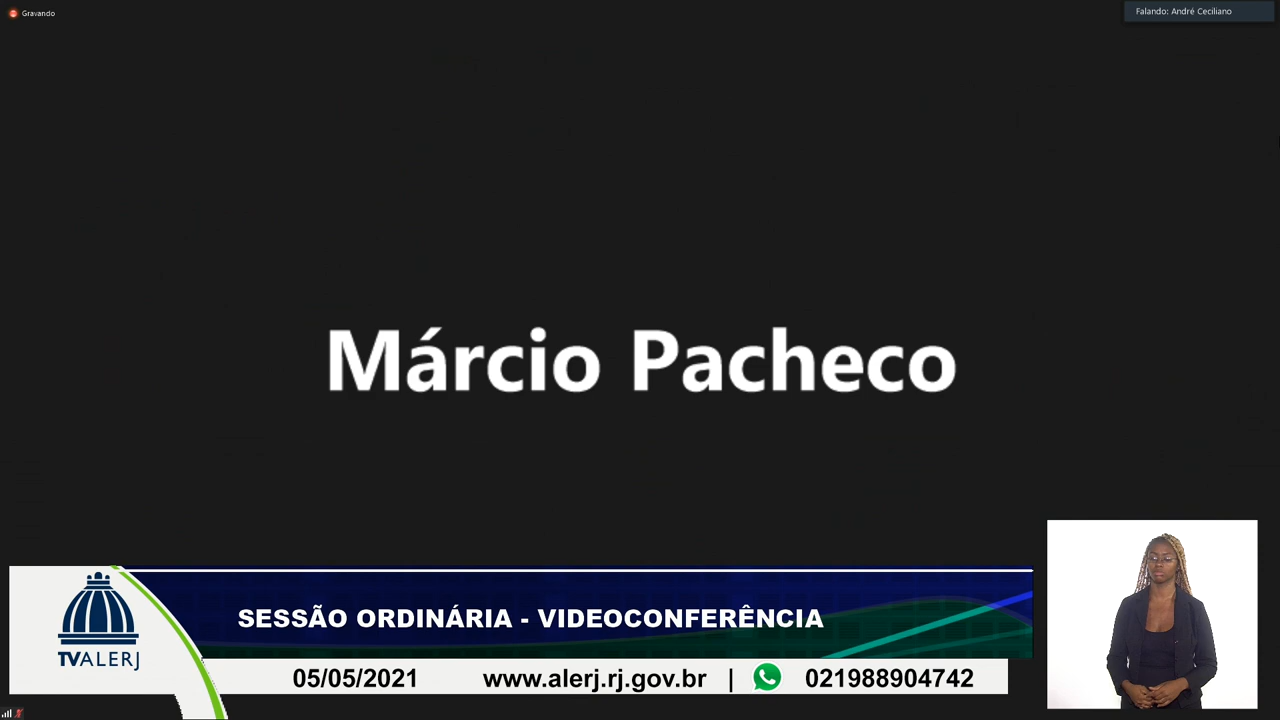 Gravando
Falando: André Ceciliano
Márcio Pacheco
SESSÃO ORDINÁRIA - VIDEOCONFERÊNCIA
TVALERJ
05/05/2021 www.alerj.rj.gov.br | 021988904742